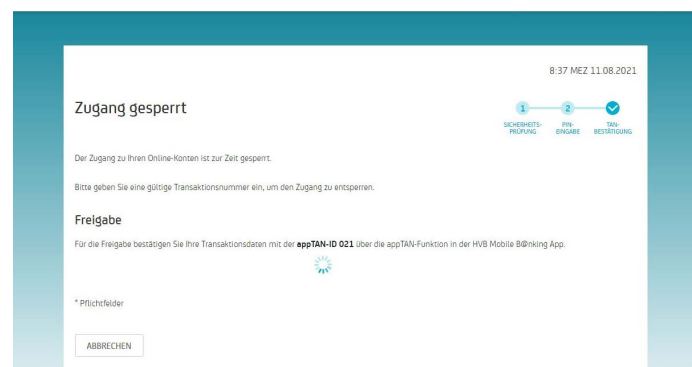 8:37 MEZ 11.08.2021
Zugang gesperrt
1 2
SICHERHEITS-
PRÜFUNG
PIN-
EINGABE
TAN-
BESTÄTIGUNG
Der Zugang zu Ihren Online-Konten ist zur Zeit gesperrt.
Bitte geben Sie eine gültige Transaktionsnummer ein, um den Zugang zu entsperren.
Freigabe
Für die Freigabe bestätigen Sie Ihre Transaktionsdaten mit der appTAN-ID 021 über die appTAN-Funktion in der HVB Mobile B@nking App.
* Pflichtfelder
ABBRECHEN